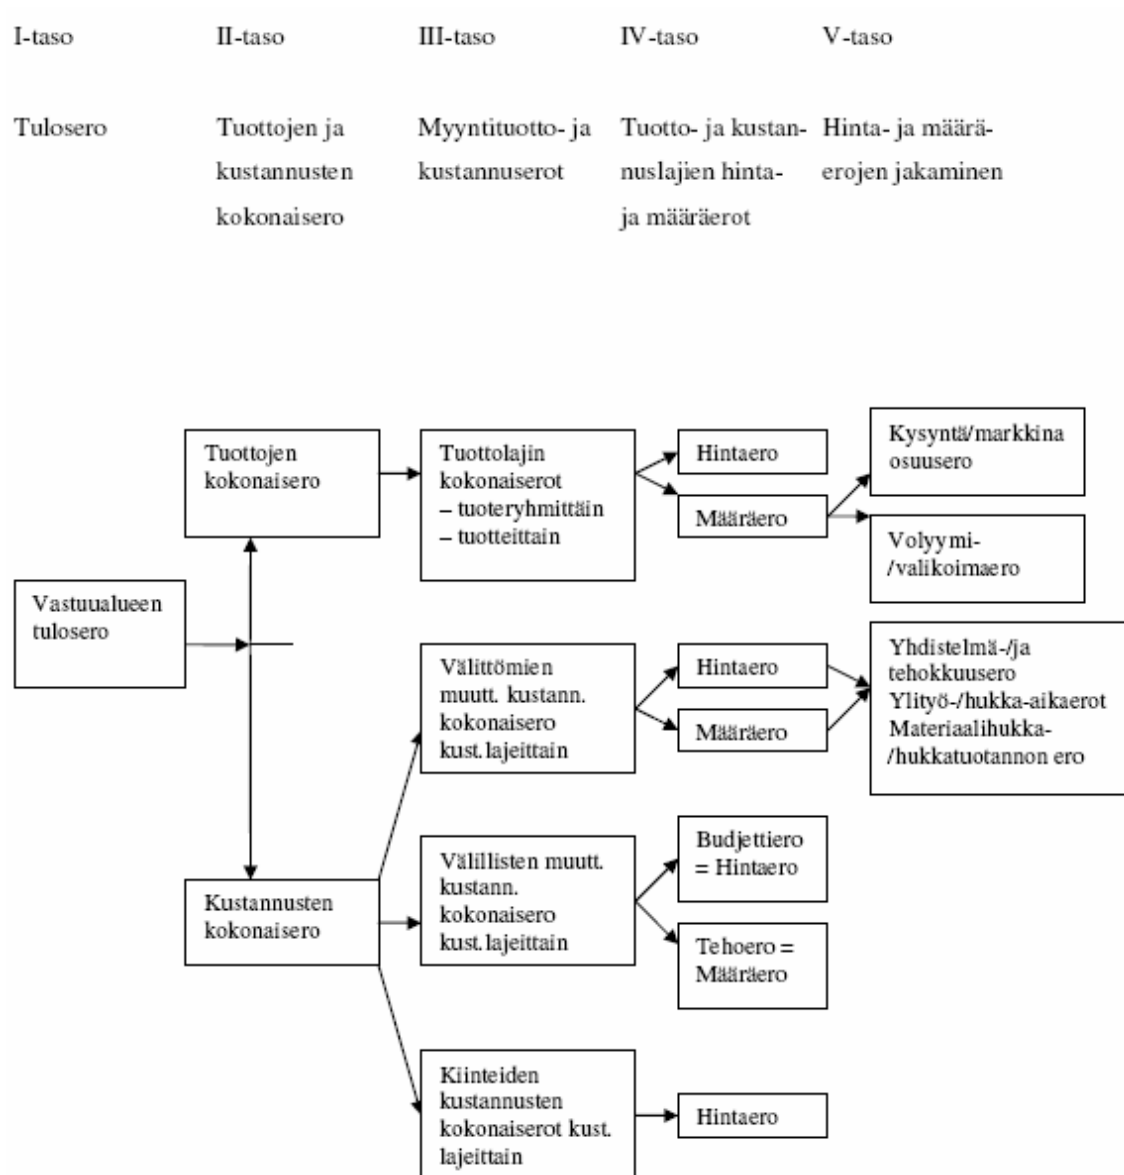 I-taso II-taso III-taso IV-taso V-taso
Tulosero Tuottojen ja Myyntituotto- ja Tuotto- ja kustan- Hinta- ja määrä-
kustannusten kustannuserot nuslajien hinta- erojen jakaminen
kokonaisero ja määräerot
Tuottojen
kokonaisero
Tuottolajin
kokonaiserot
– tuoteryhmittäin
– tuotteittain
Hintaero
Määräero
Kysyntä/markkina
osuusero
Volyymi-
/valikoimaero
Vastuualueen
tulosero
Välittömien
muutt. kustann.
kokonaisero
kust.lajeittain
Hintaero
Määräero
Yhdistelmä-/ja
tehokkuusero
Ylityö-/hukka-aikaerot
Materiaalihukka-
/hukkatuotannon ero
Kustannusten
kokonaisero
Välillisten muutt.
kustann.
kokonaisero
kust.lajeittain
Budjettiero
= Hintaero
Tehoero =
Määräero
Kiinteiden
kustannusten
kokonaiserot kust.
lajeittain
Hintaero